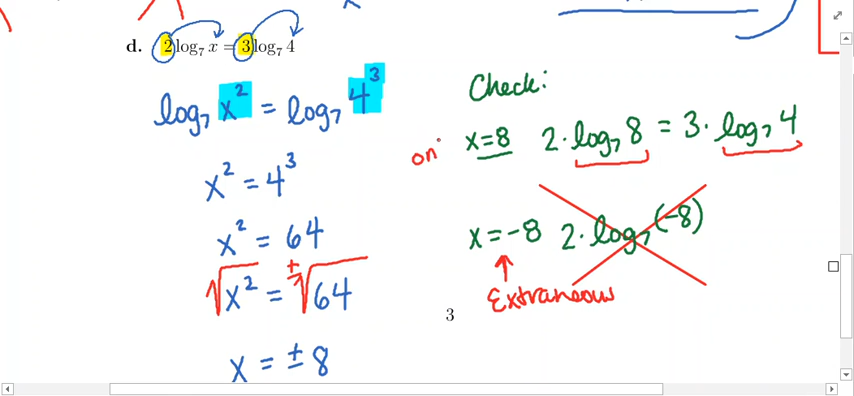 d. 2log₇ x = 3log₇ 4
log₇ x² = log₇ 4³
x² = 4³
x² = 64
√x² = ±√64
x = ±8
Check:
on x=8 2·log₇ 8 = 3·log₇ 4
x=-8 2·log₇(-8)
Extraneous
3